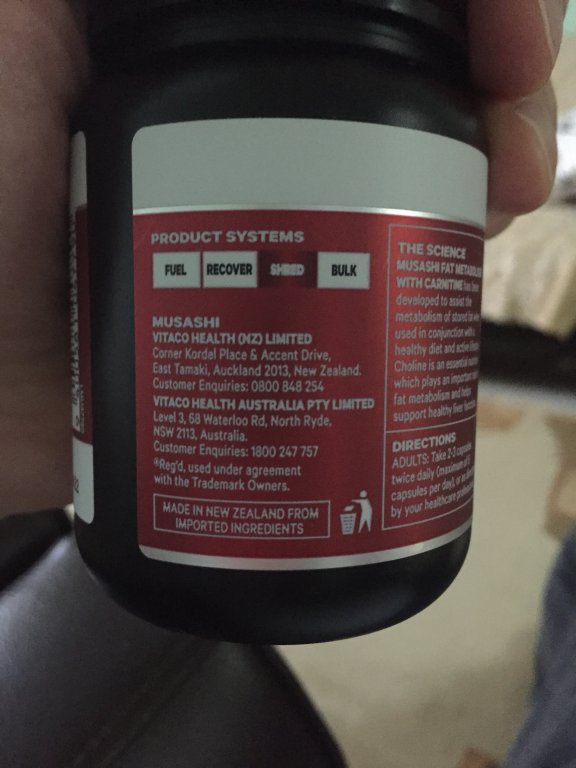 PRODUCT SYSTEMS
FUEL RECOVER SHRED BULK
MUSASHI
VITACO HEALTH (NZ) LIMITED
Corner Kordel Place & Accent Drive,
East Tamaki, Auckland 2013, New Zealand.
Customer Enquiries: 0800 848 254
VITACO HEALTH AUSTRALIA PTY LIMITED
Level 3, 68 Waterloo Rd, North Ryde,
NSW 2113, Australia.
Customer Enquiries: 1800 247 757
®Reg'd, used under agreement
with the Trademark Owners.
MADE IN NEW ZEALAND FROM
IMPORTED INGREDIENTS
THE SCIENCE
MUSASHI FAT
WITH CARNITINE has been
developed to assist the
metabolism of stored fat
used in conjunction with a
healthy diet and active
Choline is an essential
which plays an important
fat metabolism and helps
support healthy liver
DIRECTIONS
ADULTS: Take 2-3 capsules
twice daily (maximum
capsules per day), or as
by your healthcare